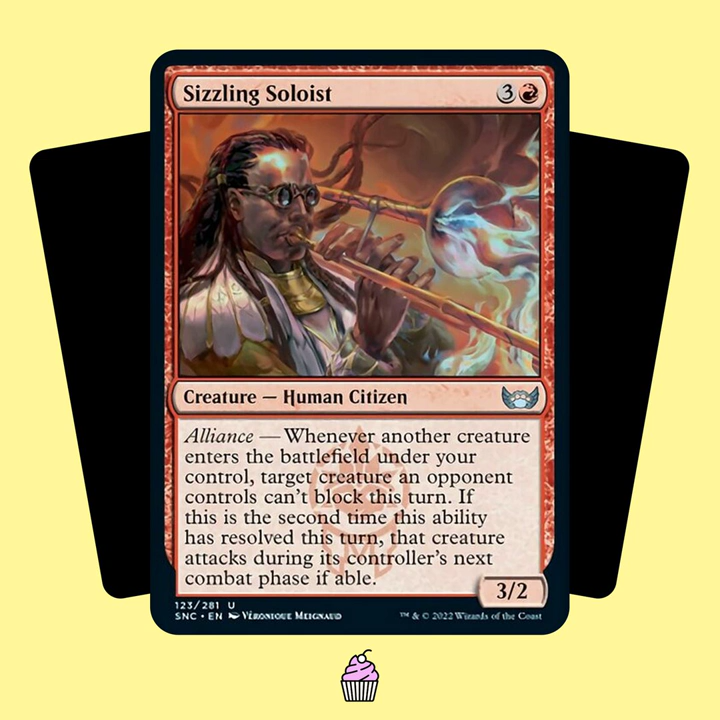 Sizzling Soloist 3
Creature — Human Citizen
Alliance — Whenever another creature
enters the battlefield under your
control, target creature an opponent
controls can't block this turn. If
this is the second time this ability
has resolved this turn, that creature
attacks during its controller's next
combat phase if able.
3/2
123/281 U
SNC • EN Véronique Meignaud
™ & © 2022 Wizards of the Coast